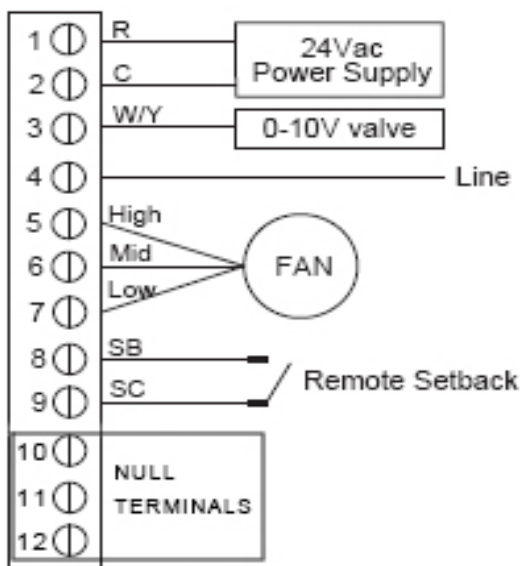 1 R
24Vac
Power Supply
2 C
3 W/Y 0-10V valve
4 Line
5 High
6 Mid FAN
7 Low
8 SB
Remote Setback
9 SC
10
NULL
11
TERMINALS
12